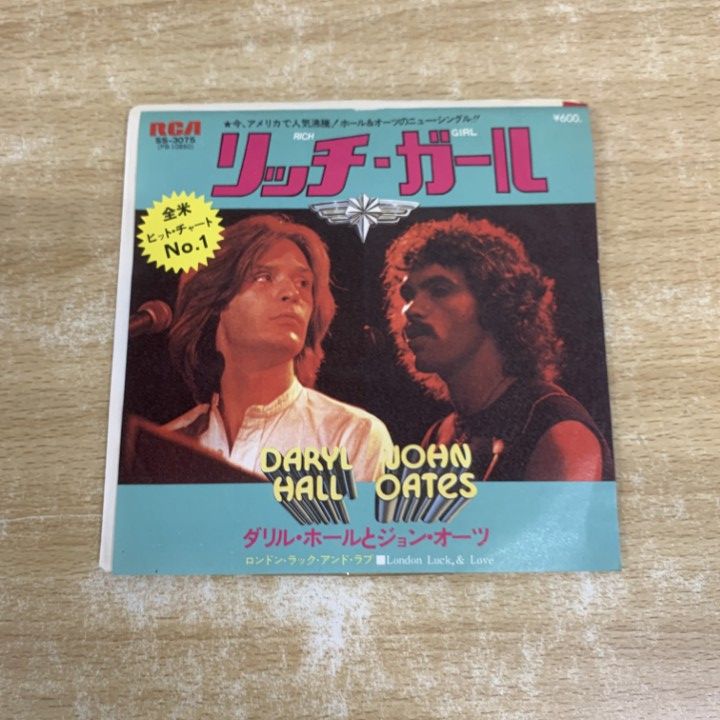 ★今、アメリカで人気沸騰!ホール&オーツのニュー・シングル!!
¥600.
RCA
SS-3075
(PB-10860)
RICH GIRL
リッチ・ガール
全米
ヒット・チャート
No.1
DARYL HALL
JOHN OATES
ダリル・ホールとジョン・オーツ
ロンドン・ラック・アンド・ラブ ■London Luck, & Love